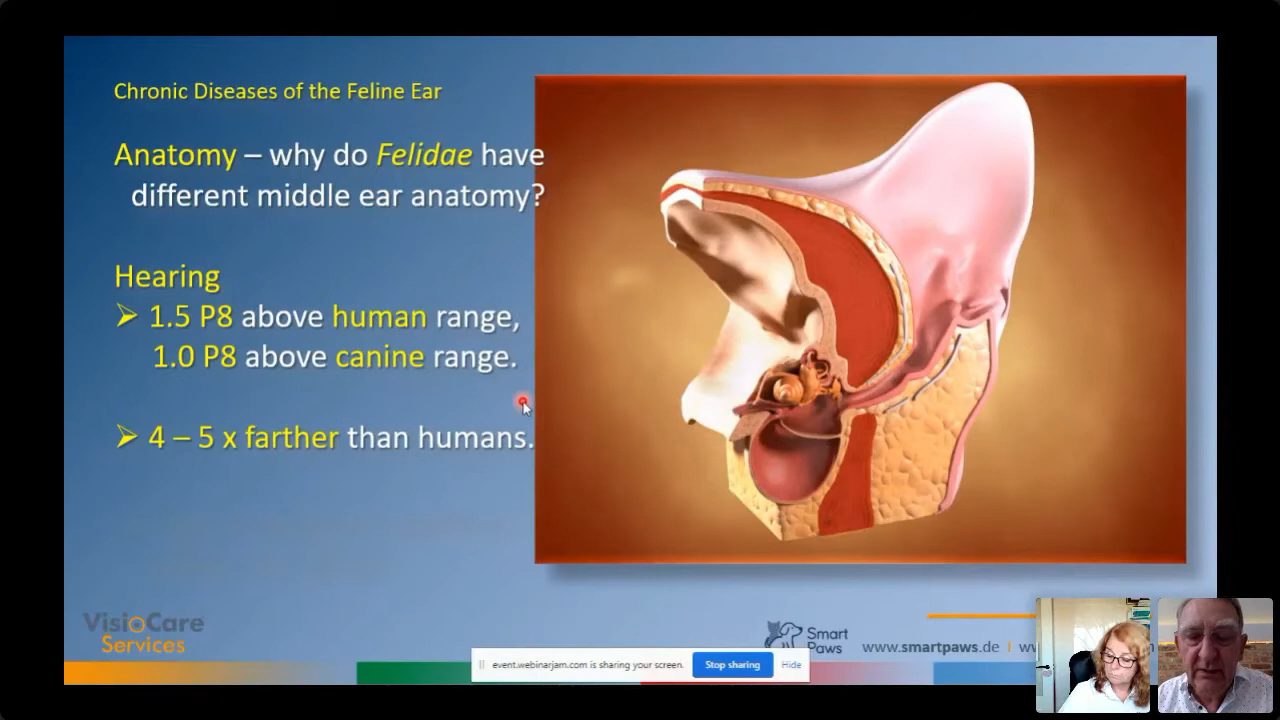 Chronic Diseases of the Feline Ear
Anatomy – why do Felidae have
different middle ear anatomy?
Hearing
➢ 1.5 P8 above human range,
1.0 P8 above canine range.
➢ 4 – 5 x farther than humans.
VisioCare
Services
Smart
Paws
www.smartpaws.de
event.webinarjam.com is sharing your screen.
Stop sharing
Hide